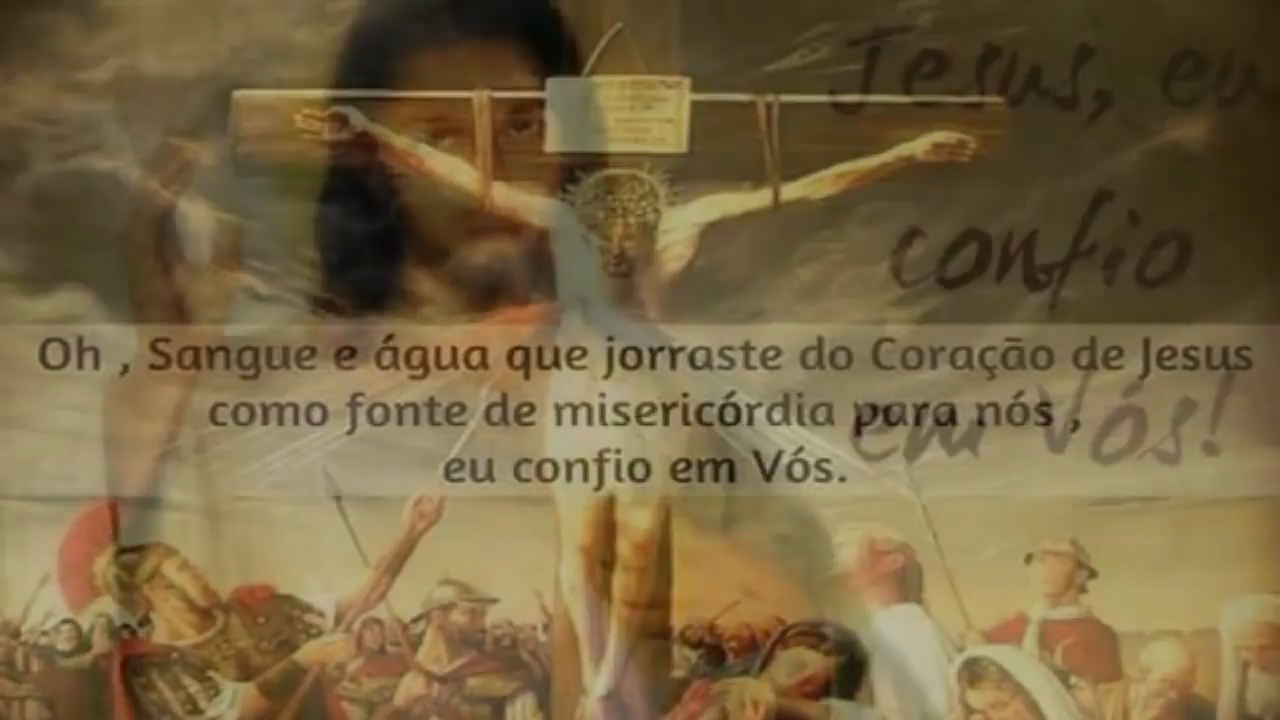 Jesus, eu
confio
em Vós!
Oh , Sangue e água que jorraste do Coração de Jesus
como fonte de misericórdia para nós ,
eu confio em Vós.